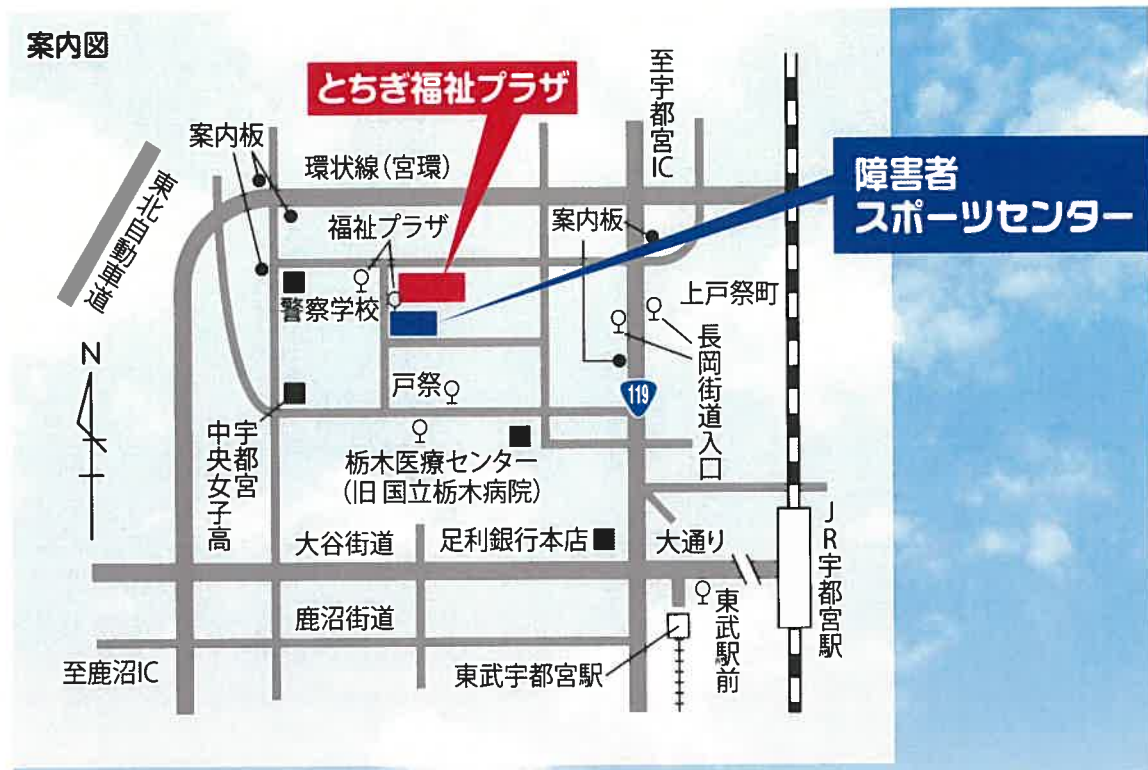 案内図
とちぎ福祉プラザ
至宇都宮IC
案内板
環状線(宮環)
障害者
スポーツセンター
東北自動車道
福祉プラザ
案内板
警察学校
上戸祭町
長岡街道入口
N
119
戸祭
宇都宮
中央女子高
栃木医療センター
(旧国立栃木病院)
大谷街道
足利銀行本店
大通り
JR宇都宮駅
鹿沼街道
東武駅前
至鹿沼IC
東武宇都宮駅